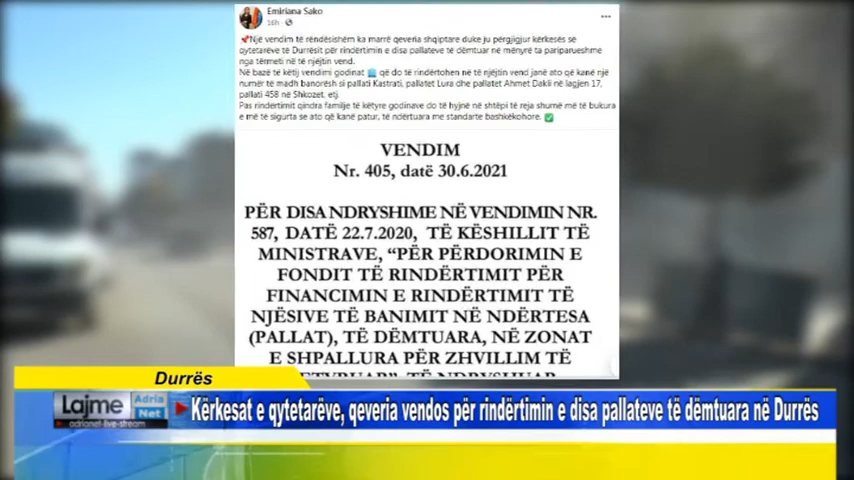 Emiriana Sako
16h
Një vendim të rëndësishëm ka marrë qeveria shqiptare duke ju përgjigjur kërkesës se
qytetarëve të Durrësit për rindërtimin e disa pallateve të dëmtuar në mënyrë ta pariparueshme
nga tërmeti në të njëjtin vend.
Në bazë të këtij vendimi godinat që do të rindërtohen në të njëjtin vend janë ato që kanë një
numër të madh banorësh si pallati Kastrati, pallatet Lura dhe pallatet Ahmet Dakli në lagjen 17,
pallati 458 në Shkozet, etj.
Pas rindërtimit qindra familje të këtyre godinave do të hyjnë në shtëpi të reja shumë më të bukura
e më të sigurta se ato që kanë patur, të ndërtuara me standarte bashkëkohore.
VENDIM
Nr. 405, datë 30.6.2021
PËR DISA NDRYSHIME NË VENDIMIN NR.
587, DATË 22.7.2020, TË KËSHILLIT TË
MINISTRAVE, “PËR PËRDORIMIN E
FONDIT TË RINDËRTIMIT PËR
FINANCIMIN E RINDËRTIMIT TË
NJËSIVE TË BANIMIT NË NDËRTESA
(PALLAT), TË DËMTUARA, NË ZONAT
E SHPALLURA PËR ZHVILLIM TË
Durrës
Lajme Adria Net
adrianet-live-stream
Kërkesat e qytetarëve, qeveria vendos për rindërtimin e disa pallateve të dëmtuara në Durrës